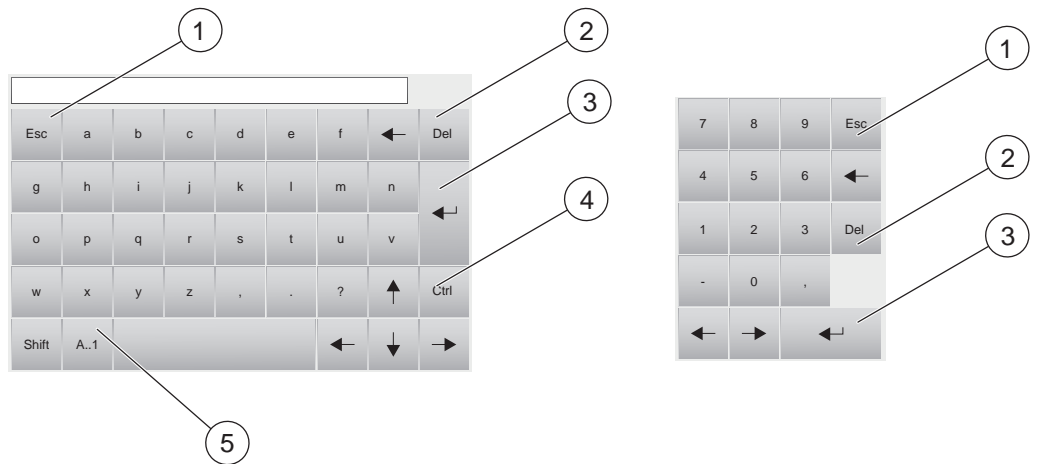 1
2
3
4
5
Esc a b c d e f ← Del
g h i j k l m n ↵
o p q r s t u v
w x y z , . ? ↑ Ctrl
Shift A..1 ← ↓ →
1
2
3
7 8 9 Esc
4 5 6 ←
1 2 3 Del
- 0 ,
← → ↵